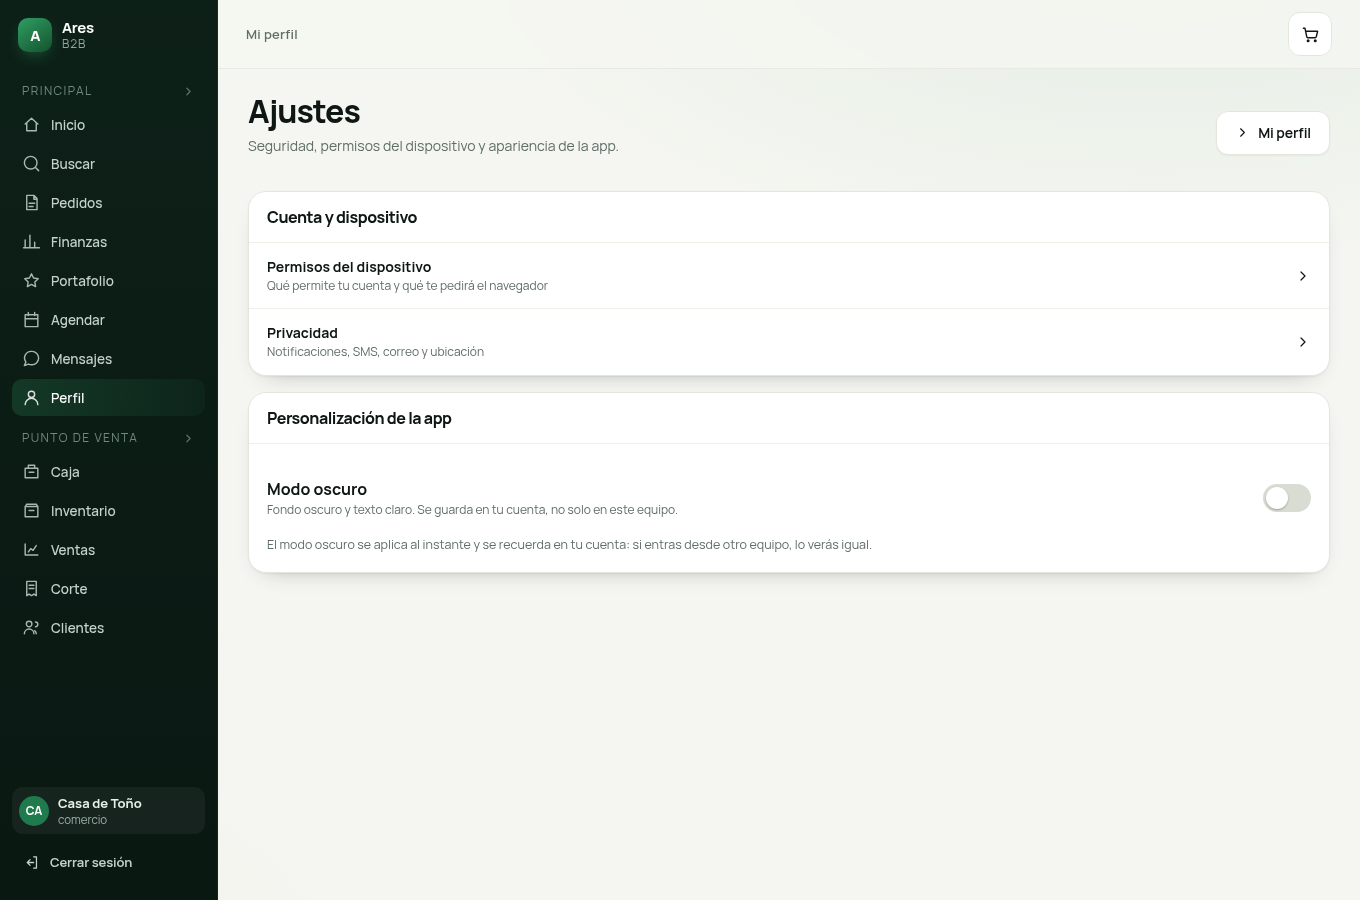 A
Ares
B2B
PRINCIPAL
Inicio
Buscar
Pedidos
Finanzas
Portafolio
Agendar
Mensajes
Perfil
PUNTO DE VENTA
Caja
Inventario
Ventas
Corte
Clientes
CA
Casa de Toño
comercio
Cerrar sesión
Mi perfil
Ajustes
Seguridad, permisos del dispositivo y apariencia de la app.
Mi perfil
Cuenta y dispositivo
Permisos del dispositivo
Qué permite tu cuenta y qué te pedirá el navegador
Privacidad
Notificaciones, SMS, correo y ubicación
Personalización de la app
Modo oscuro
Fondo oscuro y texto claro. Se guarda en tu cuenta, no solo en este equipo.
El modo oscuro se aplica al instante y se recuerda en tu cuenta: si entras desde otro equipo, lo verás igual.